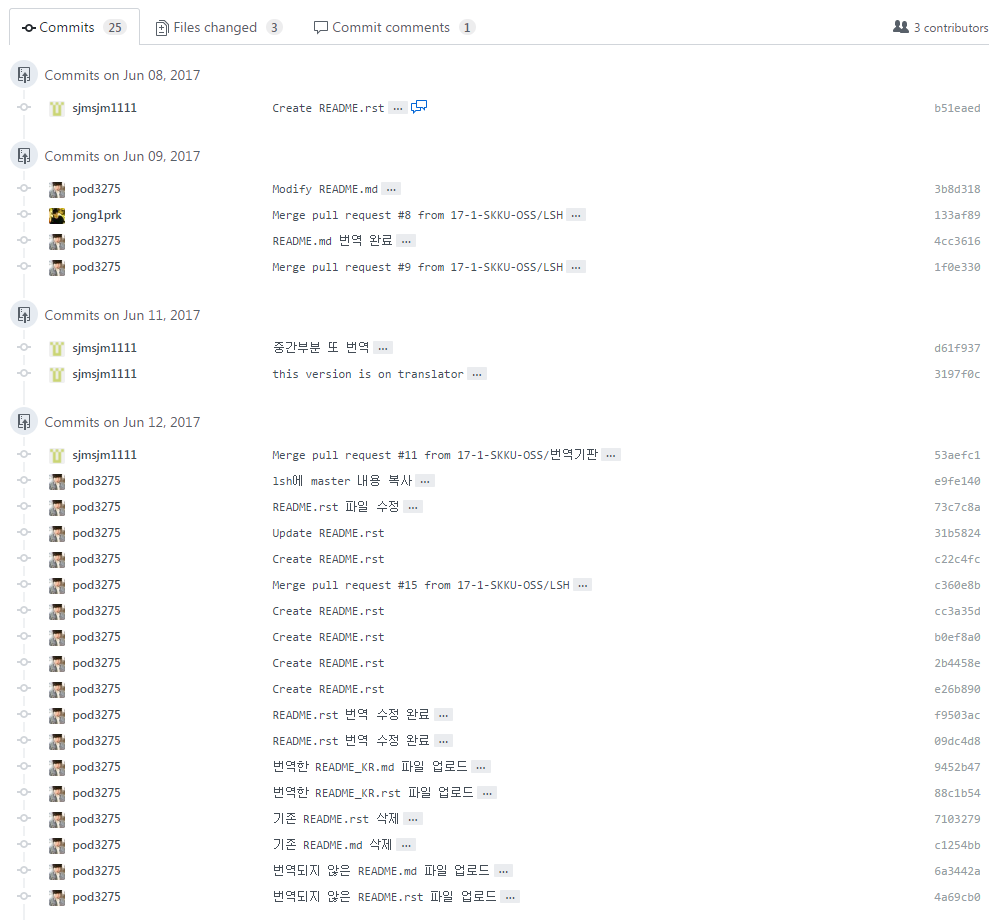 Commits 25 Files changed 3 Commit comments 1 3 contributors
Commits on Jun 08, 2017
sjmsjm1111 Create README.rst … b51eaed
Commits on Jun 09, 2017
pod3275 Modify README.md … 3b8d318
jong1prk Merge pull request #8 from 17-1-SKKU-OSS/LSH … 133af89
pod3275 README.md 번역 완료 … 4cc3616
pod3275 Merge pull request #9 from 17-1-SKKU-OSS/LSH … 1f0e330
Commits on Jun 11, 2017
sjmsjm1111 중간부분 또 번역 … d61f937
sjmsjm1111 this version is on translator … 3197f0c
Commits on Jun 12, 2017
sjmsjm1111 Merge pull request #11 from 17-1-SKKU-OSS/번역기판 … 53aefc1
pod3275 lsh에 master 내용 복사 … e9fe140
pod3275 README.rst 파일 수정 … 73c7c8a
pod3275 Update README.rst 31b5824
pod3275 Create README.rst c22c4fc
pod3275 Merge pull request #15 from 17-1-SKKU-OSS/LSH … c360e8b
pod3275 Create README.rst cc3a35d
pod3275 Create README.rst b0ef8a0
pod3275 Create README.rst 2b4458e
pod3275 Create README.rst e26b890
pod3275 README.rst 번역 수정 완료 … f9503ac
pod3275 README.rst 번역 수정 완료 … 09dc4d8
pod3275 번역한 README_KR.md 파일 업로드 … 9452b47
pod3275 번역한 README_KR.rst 파일 업로드 … 88c1b54
pod3275 기존 README.rst 삭제 … 7103279
pod3275 기존 README.md 삭제 … c1254bb
pod3275 번역되지 않은 README.md 파일 업로드 … 6a3442a
pod3275 번역되지 않은 README.rst 파일 업로드 … 4a69cb0